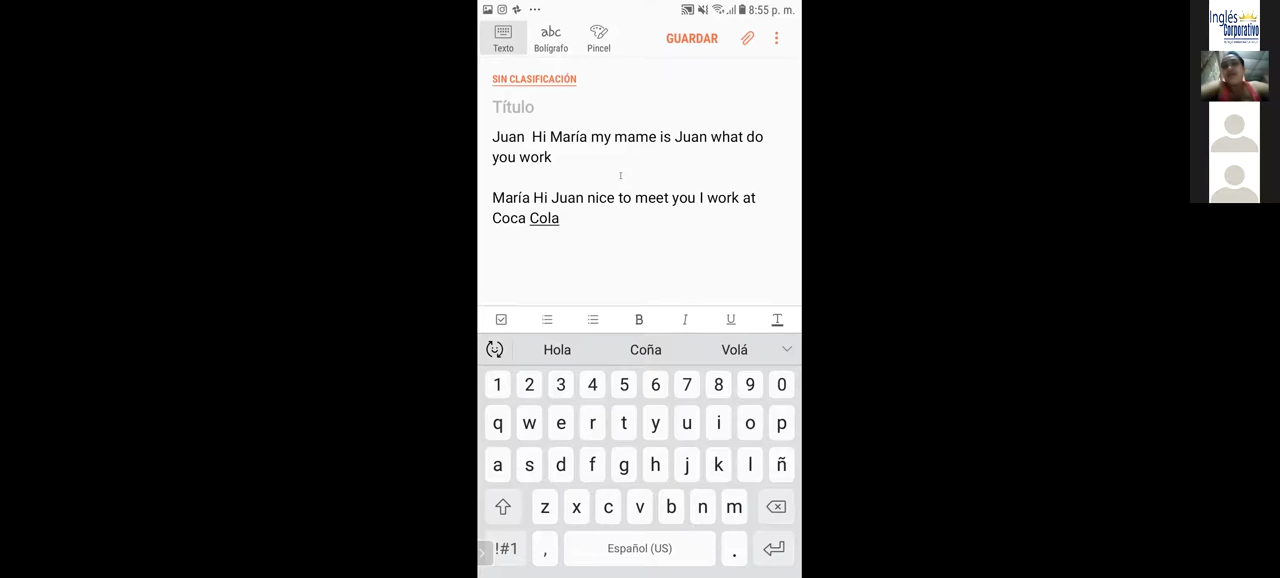 8:55 p. m.
Texto
abc
Bolígrafo
Pincel
GUARDAR
SIN CLASIFICACIÓN
Título
Juan  Hi María my mame is Juan what do
you work
María Hi Juan nice to meet you I work at
Coca Cola
B I U T
Hola Coña Volá
1 2 3 4 5 6 7 8 9 0
q w e r t y u i o p
a s d f g h j k l ñ
z x c v b n m
!#1 , Español (US) .
Inglés
Corporativo